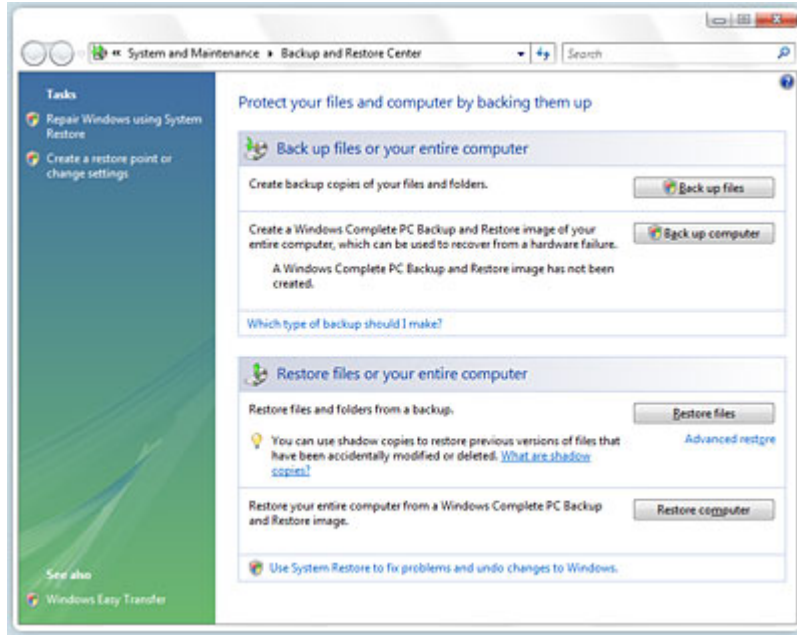 « System and Maintenance ▸ Backup and Restore Center
Search
Tasks
Repair Windows using System
Restore
Create a restore point or
change settings
See also
Windows Easy Transfer
Protect your files and computer by backing them up
Back up files or your entire computer
Create backup copies of your files and folders.
Back up files
Create a Windows Complete PC Backup and Restore image of your
entire computer, which can be used to recover from a hardware failure.
Back up computer
A Windows Complete PC Backup and Restore image has not been
created.
Which type of backup should I make?
Restore files or your entire computer
Restore files and folders from a backup.
Restore files
You can use shadow copies to restore previous versions of files that
have been accidentally modified or deleted. What are shadow
copies?
Advanced restore
Restore your entire computer from a Windows Complete PC Backup
and Restore image.
Restore computer
Use System Restore to fix problems and undo changes to Windows.